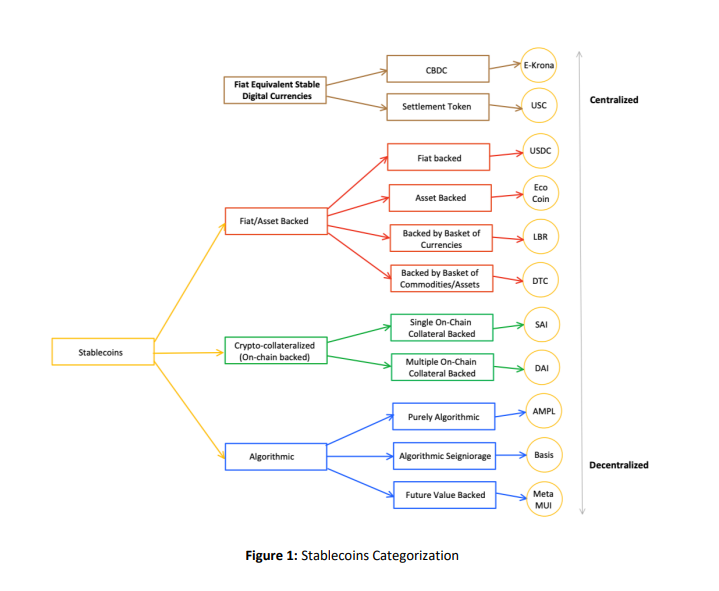 Fiat Equivalent Stable
Digital Currencies
CBDC
E-Krona
Settlement Token
USC
Centralized
Fiat/Asset Backed
Fiat backed
USDC
Asset Backed
Eco
Coin
Backed by Basket of
Currencies
LBR
Backed by Basket of
Commodities/Assets
DTC
Stablecoins
Crypto-collateralized
(On-chain backed)
Single On-Chain
Collateral Backed
SAI
Multiple On-Chain
Collateral Backed
DAI
Algorithmic
Purely Algorithmic
AMPL
Algorithmic Seigniorage
Basis
Future Value Backed
Meta
MUI
Decentralized
Figure 1: Stablecoins Categorization